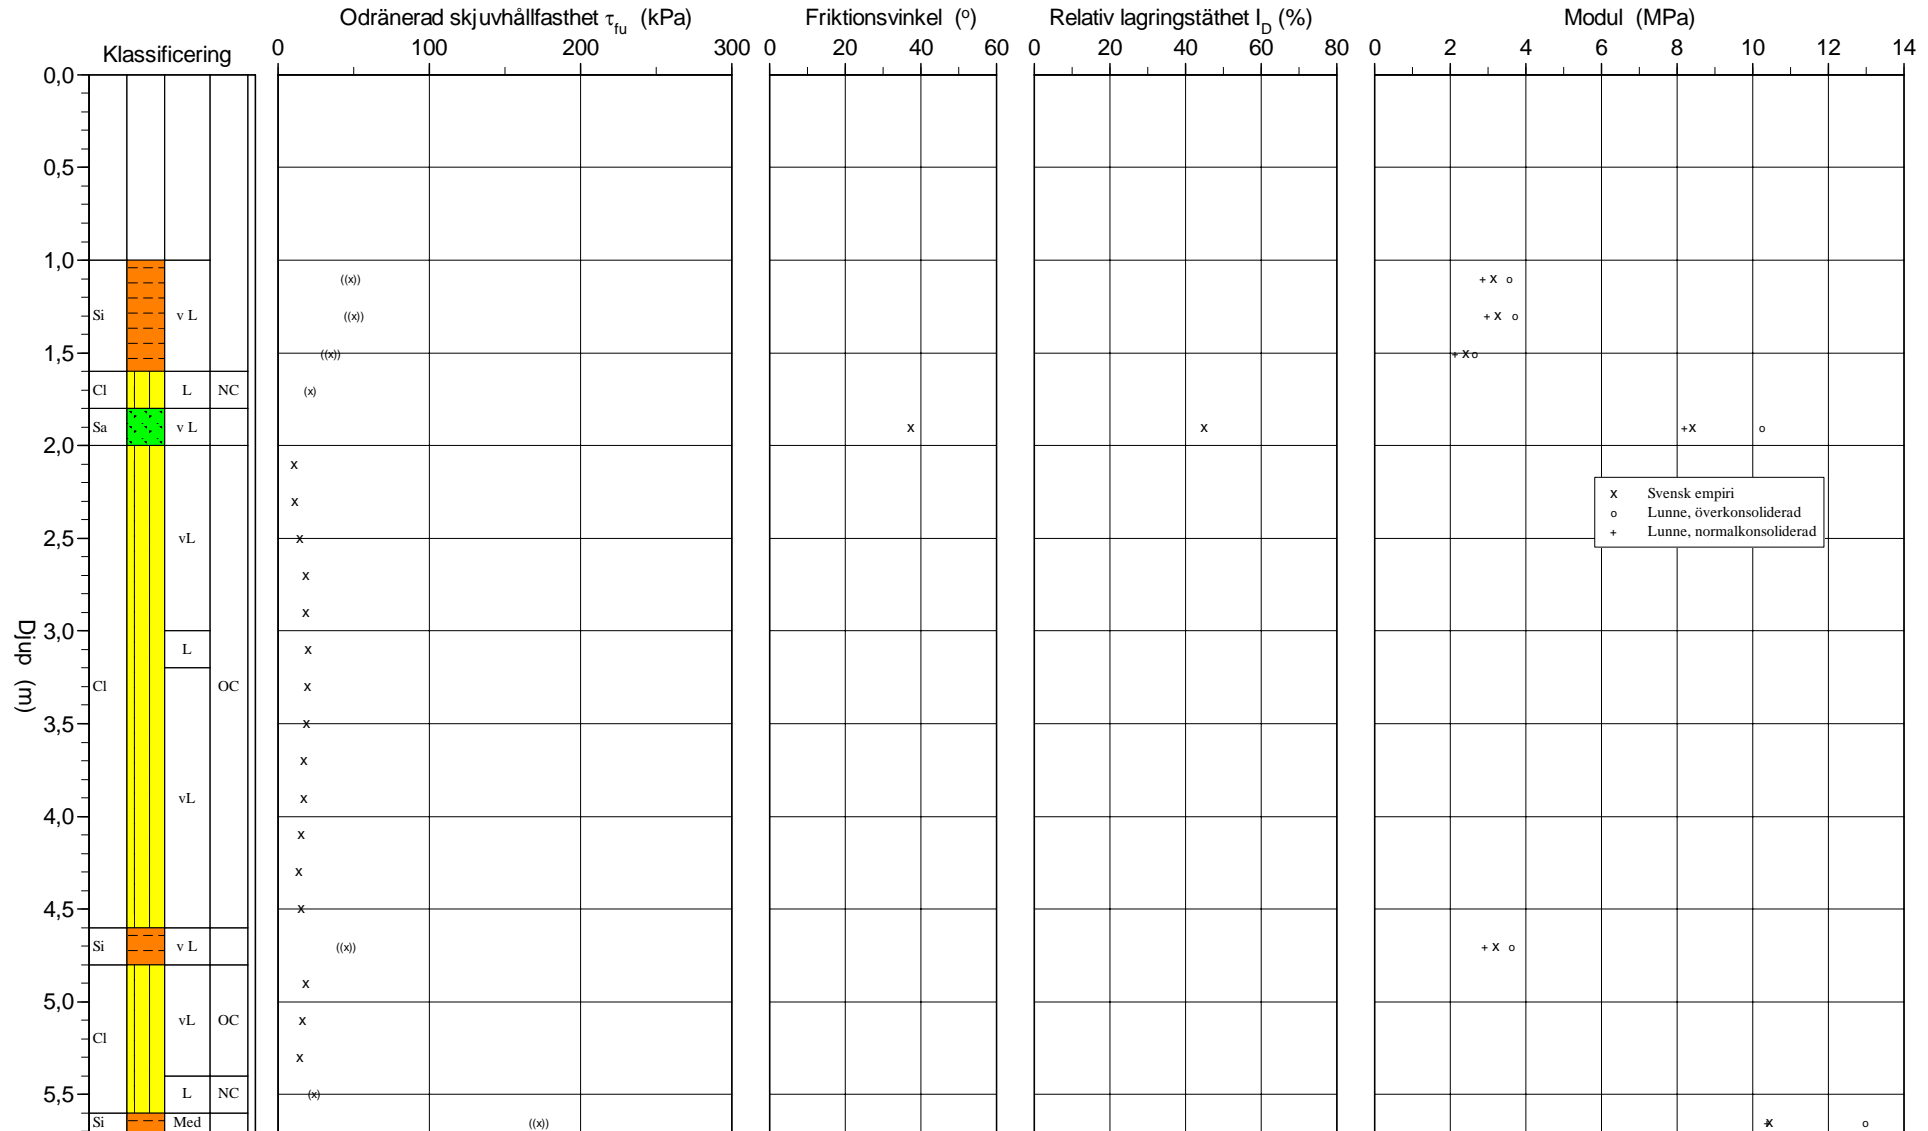 Odränerad skjuvhållfasthet τfu (kPa)
Friktionsvinkel (°)
Relativ lagringstäthet ID (%)
Modul (MPa)
Klassificering
0 100 200 300
0 20 40 60
0 20 40 60 80
0 2 4 6 8 10 12 14
Djup (m)
0,0
0,5
1,0
Si v L
1,5
Cl L NC
Sa v L
2,0
vL
2,5
3,0
L
Cl OC
3,5
vL
4,0
4,5
Si v L
5,0
vL OC
Cl
5,5
L NC
Si Med
x Svensk empiri
o Lunne, överkonsoliderad
+ Lunne, normalkonsoliderad